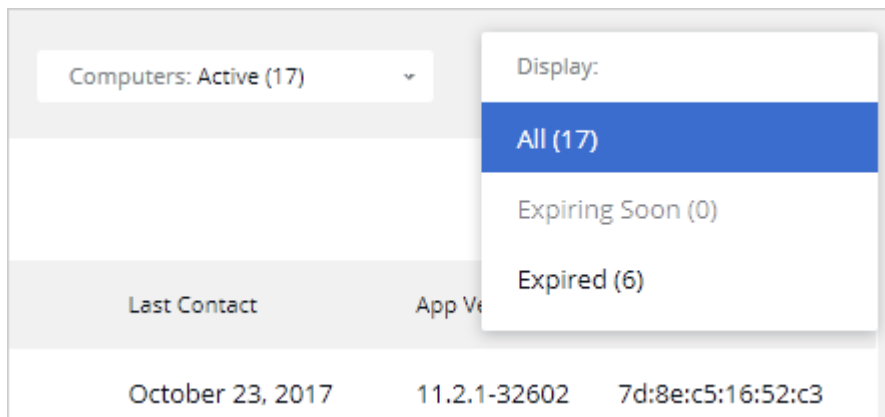 Computers: Active (17)
Display:
All (17)
Expiring Soon (0)
Expired (6)
Last Contact
App
October 23, 2017
11.2.1-32602
7d:8e:c5:16:52:c3